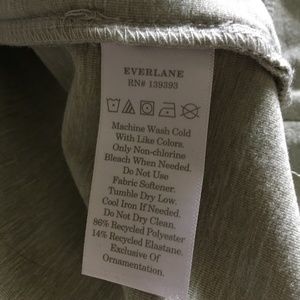 EVERLANE
RN# 139393
Machine Wash Cold
With Like Colors.
Only Non-chlorine
Bleach When Needed.
Do Not Use
Fabric Softener.
Tumble Dry Low.
Cool Iron If Needed.
Do Not Dry Clean.
86% Recycled Polyester
14% Recycled Elastane.
Exclusive Of
Ornamentation.